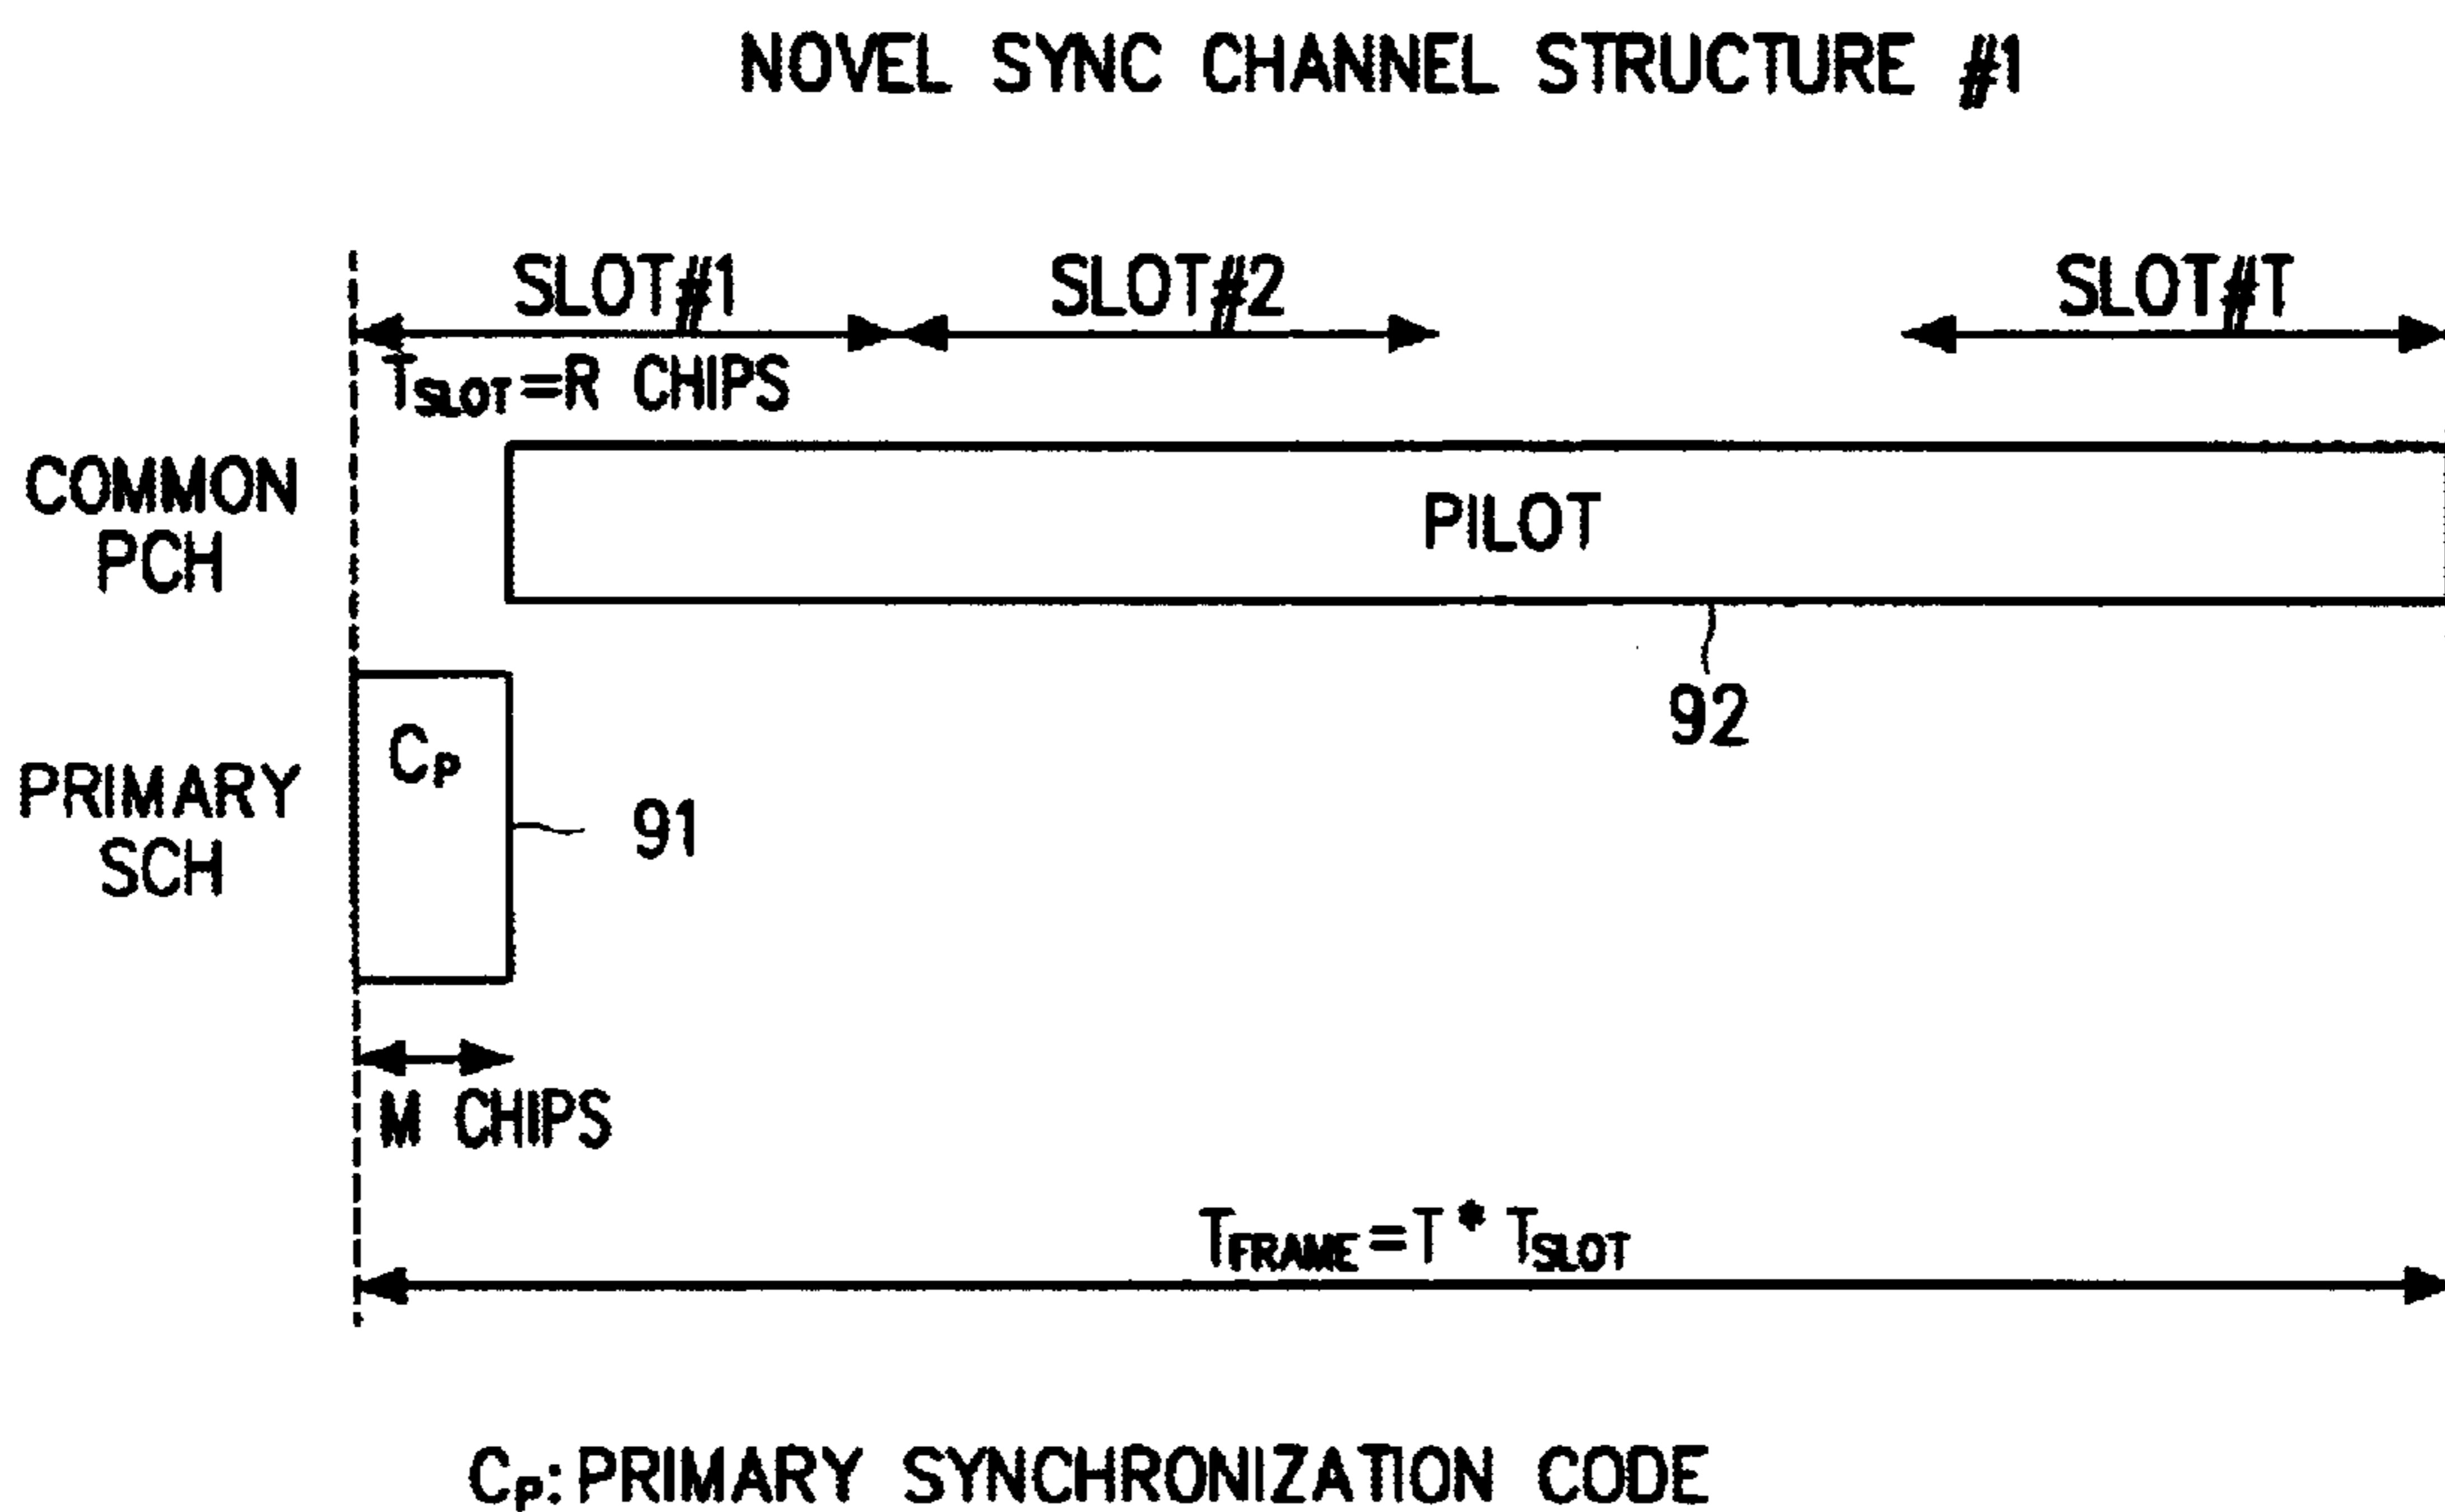 NOVEL SYNC CHANNEL STRUCTURE #1
SLOT#1
SLOT#2
SLOT#T
TSLOT=R CHIPS
COMMON
PCH
PILOT
92
PRIMARY
SCH
Cp
91
M CHIPS
TFRAME=T* TSLOT
Cp:PRIMARY SYNCHRONIZATION CODE